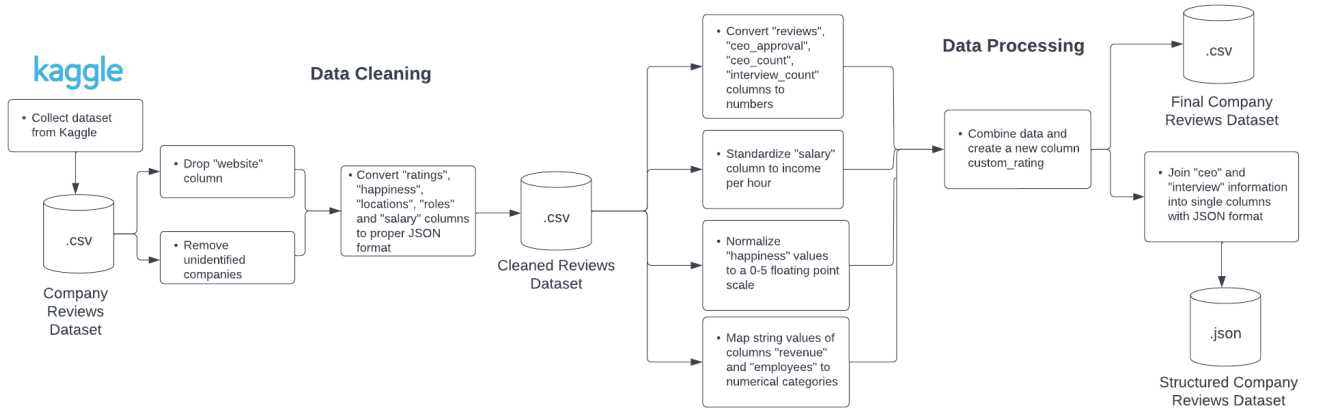 kaggle
• Collect dataset
from Kaggle
.csv
Company
Reviews
Dataset
Data Cleaning
• Drop "website"
column
• Remove
unidentified
companies
• Convert "ratings",
"happiness",
"locations", "roles"
and "salary" columns
to proper JSON
format
.csv
Cleaned Reviews
Dataset
• Convert "reviews",
"ceo_approval",
"ceo_count",
"interview_count"
columns to
numbers
• Standardize "salary"
column to income
per hour
• Normalize
"happiness" values
to a 0-5 floating point
scale
• Map string values of
columns "revenue"
and "employees" to
numerical categories
Data Processing
• Combine data and
create a new column
custom_rating
.csv
Final Company
Reviews Dataset
• Join "ceo" and
"interview" information
into single columns
with JSON format
.json
Structured Company
Reviews Dataset